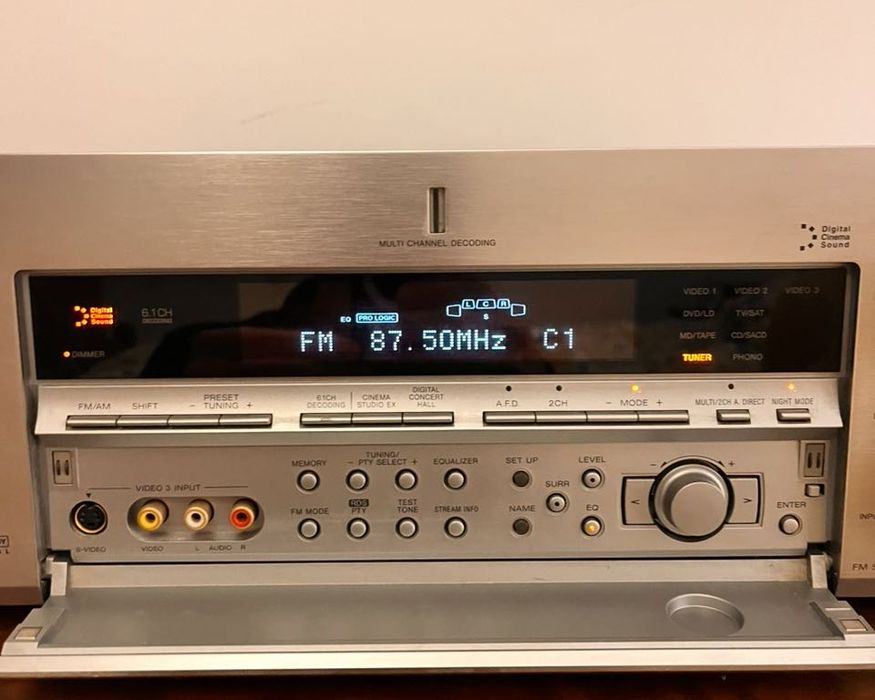 MULTI CHANNEL DECODING
Digital
Cinema
Sound
Digital
Cinema
Sound
6.1CH
DECODING
DIMMER
EQ PRO LOGIC
L C R
S
FM 87.50MHz C1
VIDEO 1 VIDEO 2 VIDEO 3
DVD/LD TV/SAT
MD/TAPE CD/SACD
TUNER PHONO
FM/AM SHIFT
PRESET
- TUNING +
6.1CH
DECODING
CINEMA
STUDIO EX
DIGITAL
CONCERT
HALL
A.F.D. 2CH - MODE + MULTI/2CH A. DIRECT NIGHT MODE
MEMORY
TUNING/
- PTY SELECT +
EQUALIZER
SET UP
LEVEL
SURR
- +
VIDEO 3 INPUT
FM MODE
RDS
PTY
TEST
TONE
STREAM INFO
NAME
EQ
< >
ENTER
S-VIDEO VIDEO L AUDIO R
L
INPU
FM S